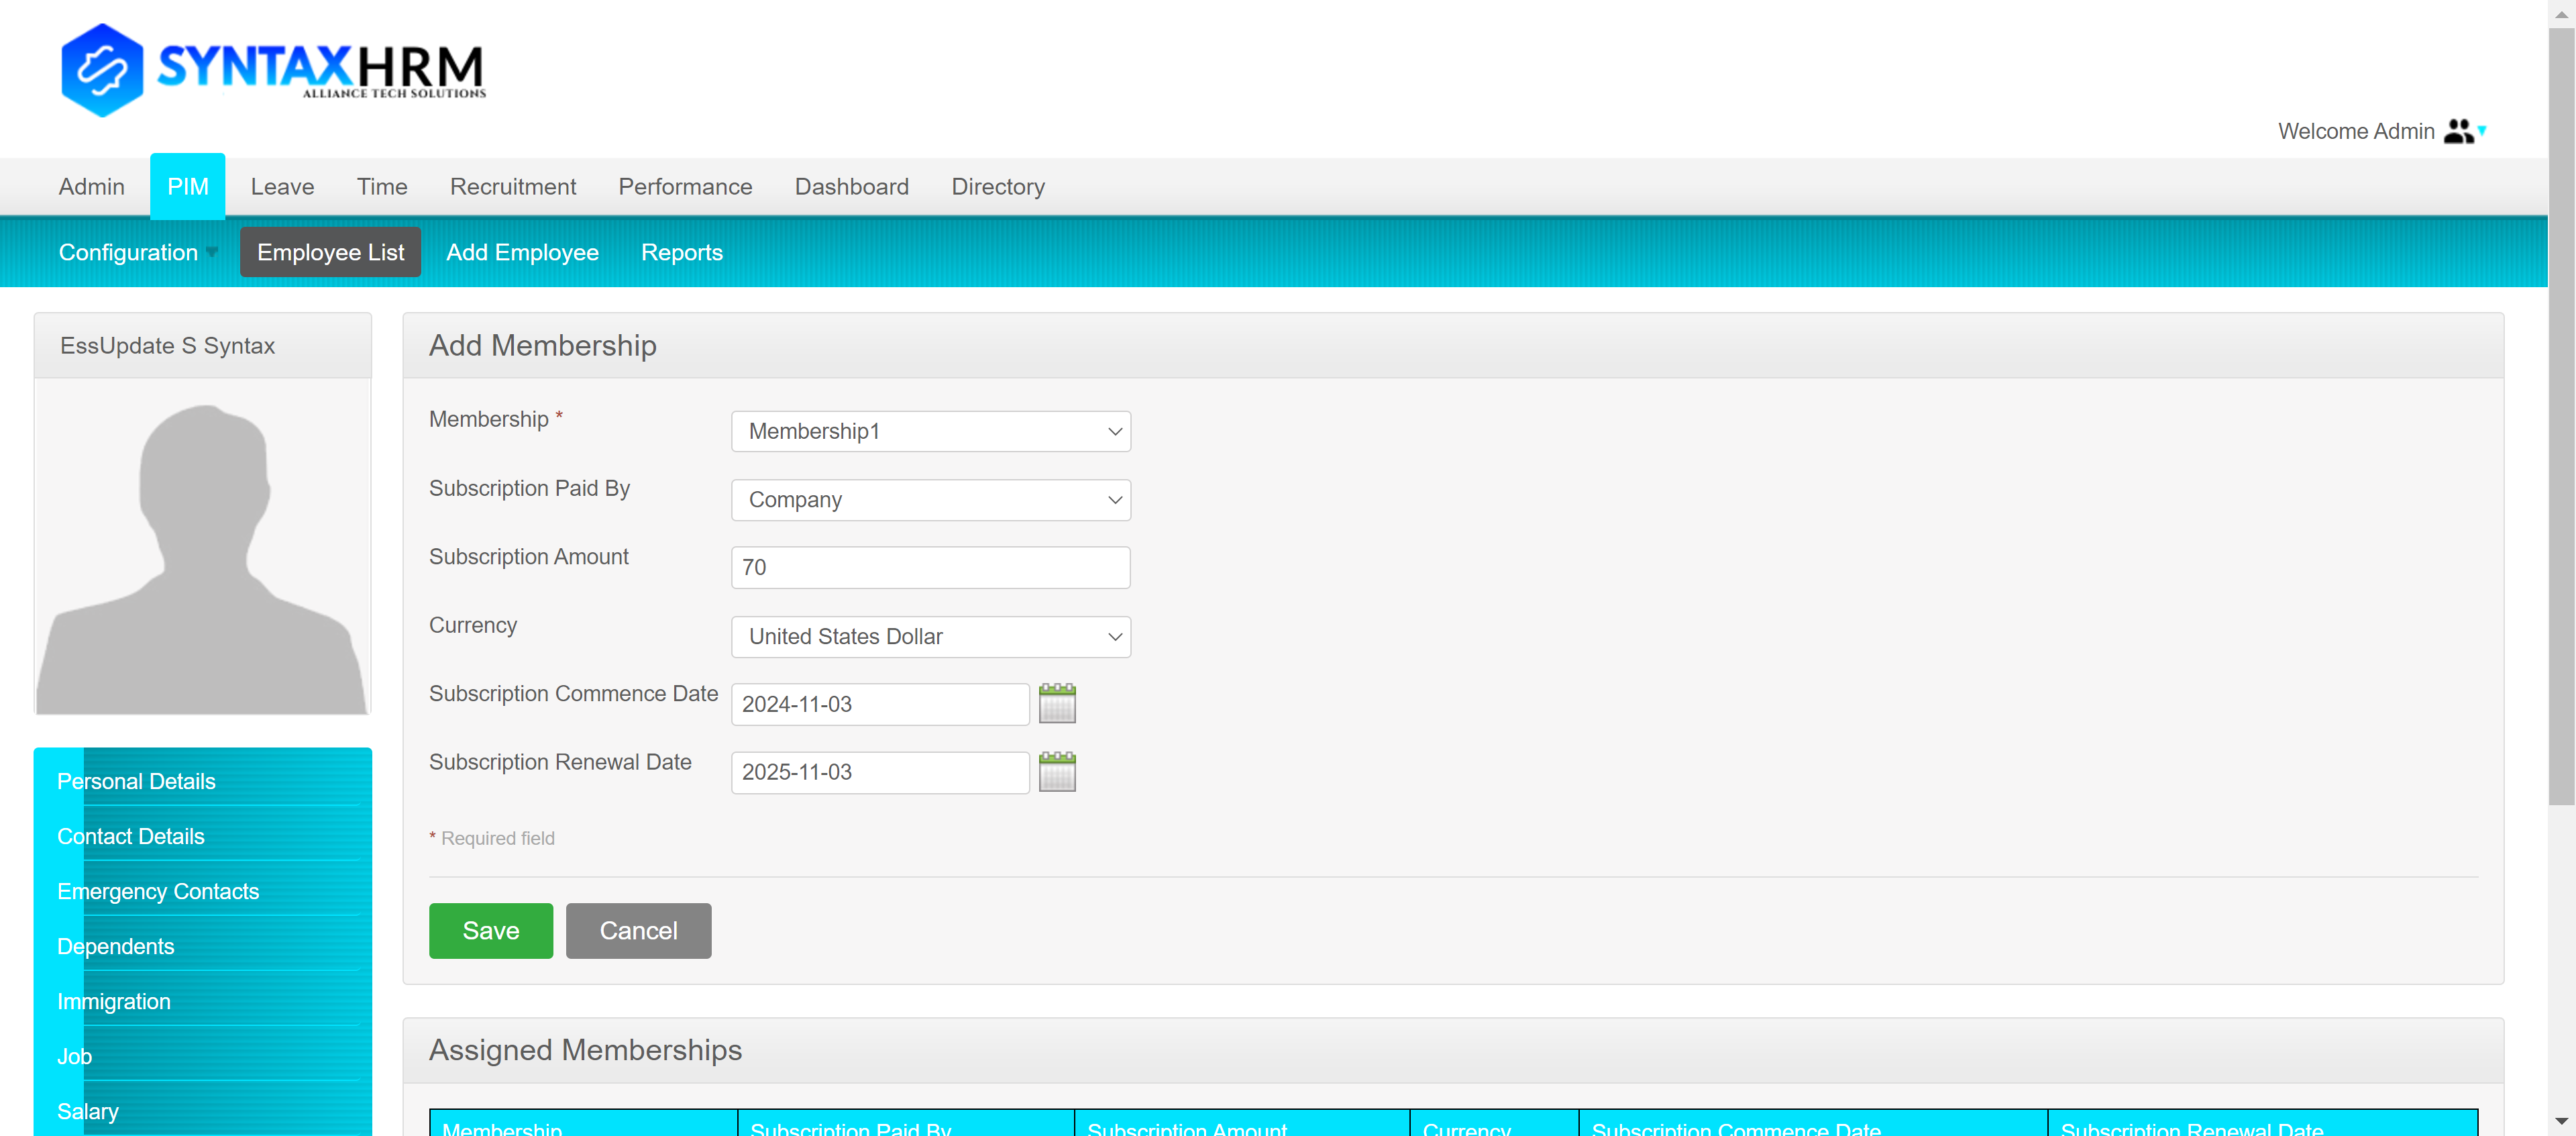 SYNTAXHRM
ALLIANCE TECH SOLUTIONS
Welcome Admin
Admin PIM Leave Time Recruitment Performance Dashboard Directory
Configuration Employee List Add Employee Reports
EssUpdate S Syntax
Personal Details
Contact Details
Emergency Contacts
Dependents
Immigration
Job
Salary
Add Membership
Membership * Membership1
Subscription Paid By Company
Subscription Amount 70
Currency United States Dollar
Subscription Commence Date 2024-11-03
Subscription Renewal Date 2025-11-03
* Required field
Save Cancel
Assigned Memberships
Membership Subscription Paid By Subscription Amount Currency Subscription Commence Date Subscription Renewal Date